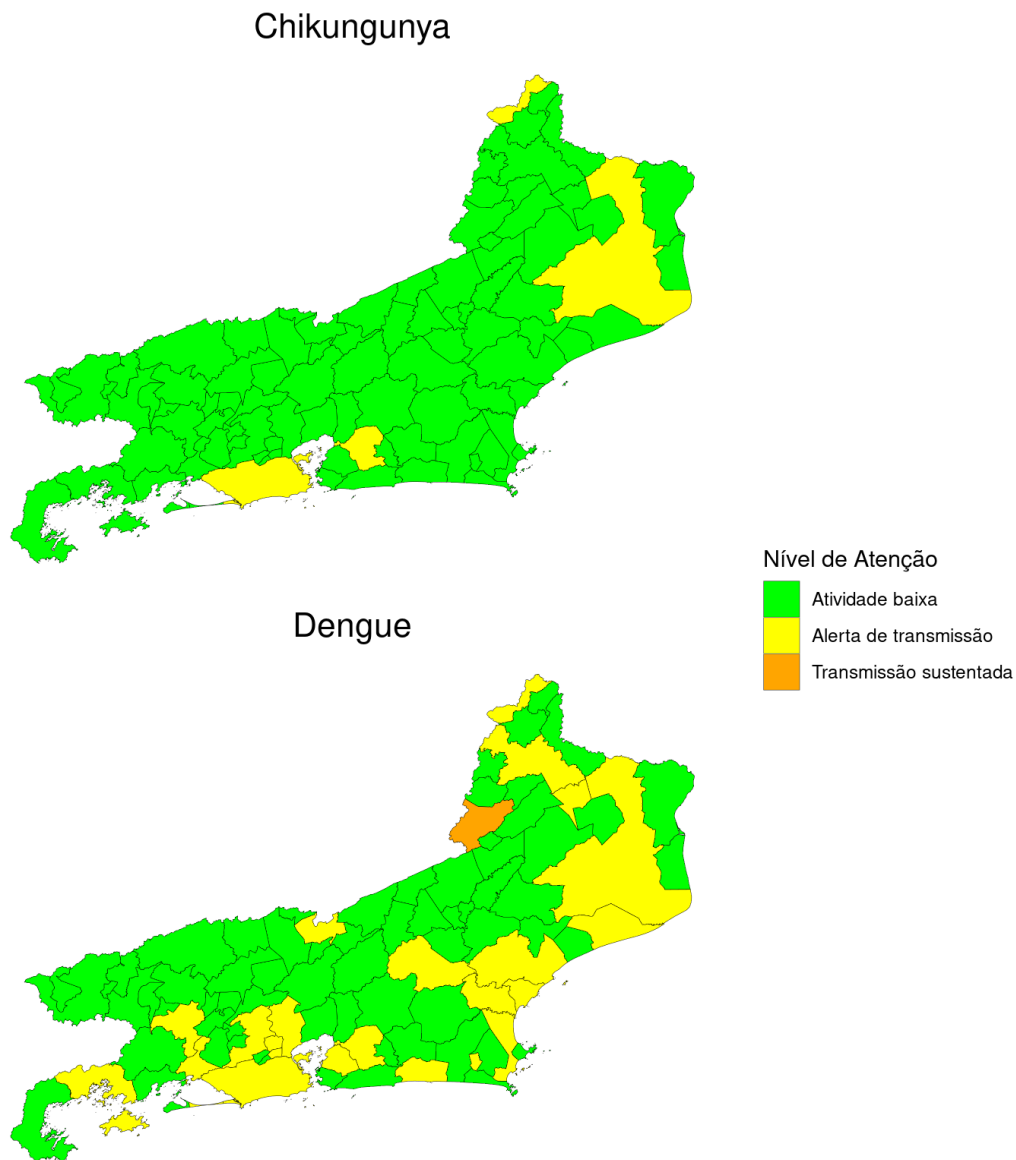 Chikungunya
Nível de Atenção
Atividade baixa
Alerta de transmissão
Transmissão sustentada
Dengue